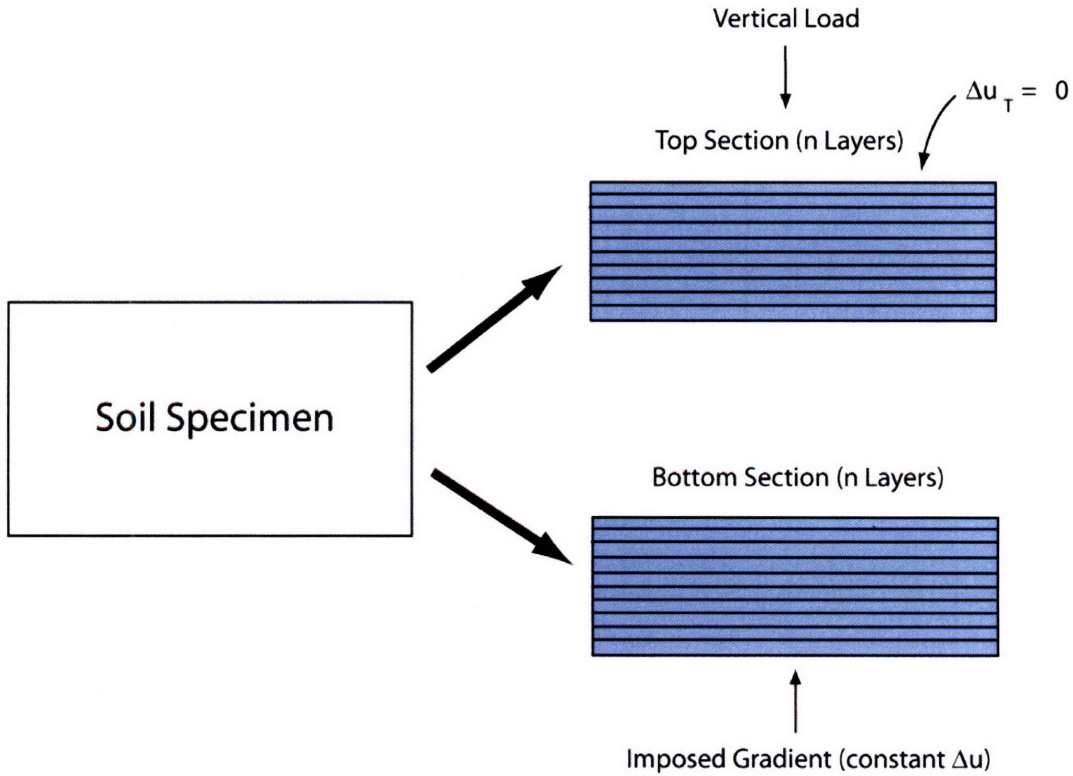 Vertical Load
Δu T = 0
Top Section (n Layers)
Soil Specimen
Bottom Section (n Layers)
Imposed Gradient (constant Δu)